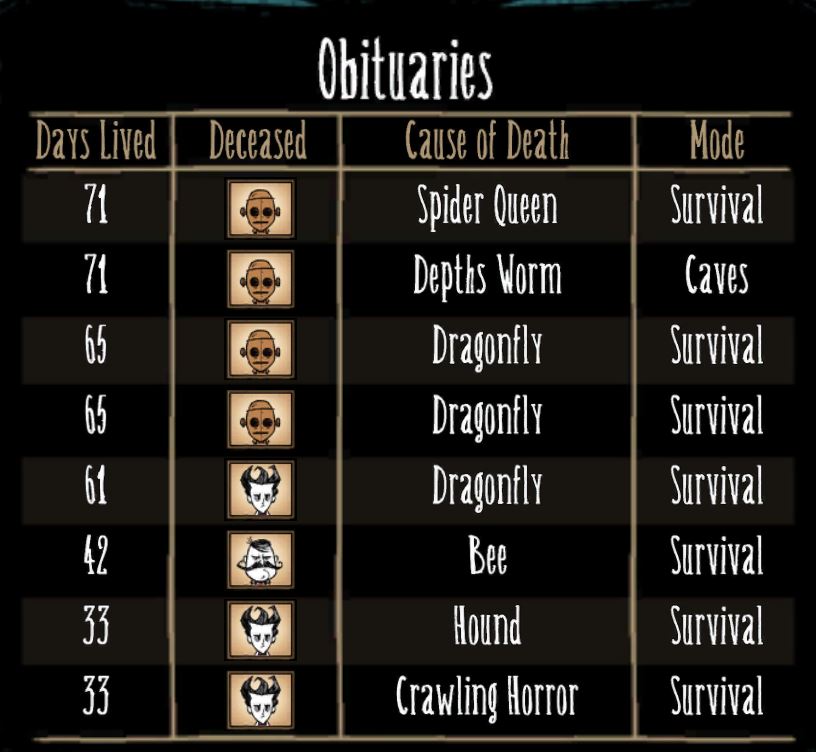 Obituaries
Days Lived Deceased Cause of Death Mode
71 Spider Queen Survival
71 Depths Worm Caves
65 Dragonfly Survival
65 Dragonfly Survival
61 Dragonfly Survival
42 Bee Survival
33 Hound Survival
33 Crawling Horror Survival